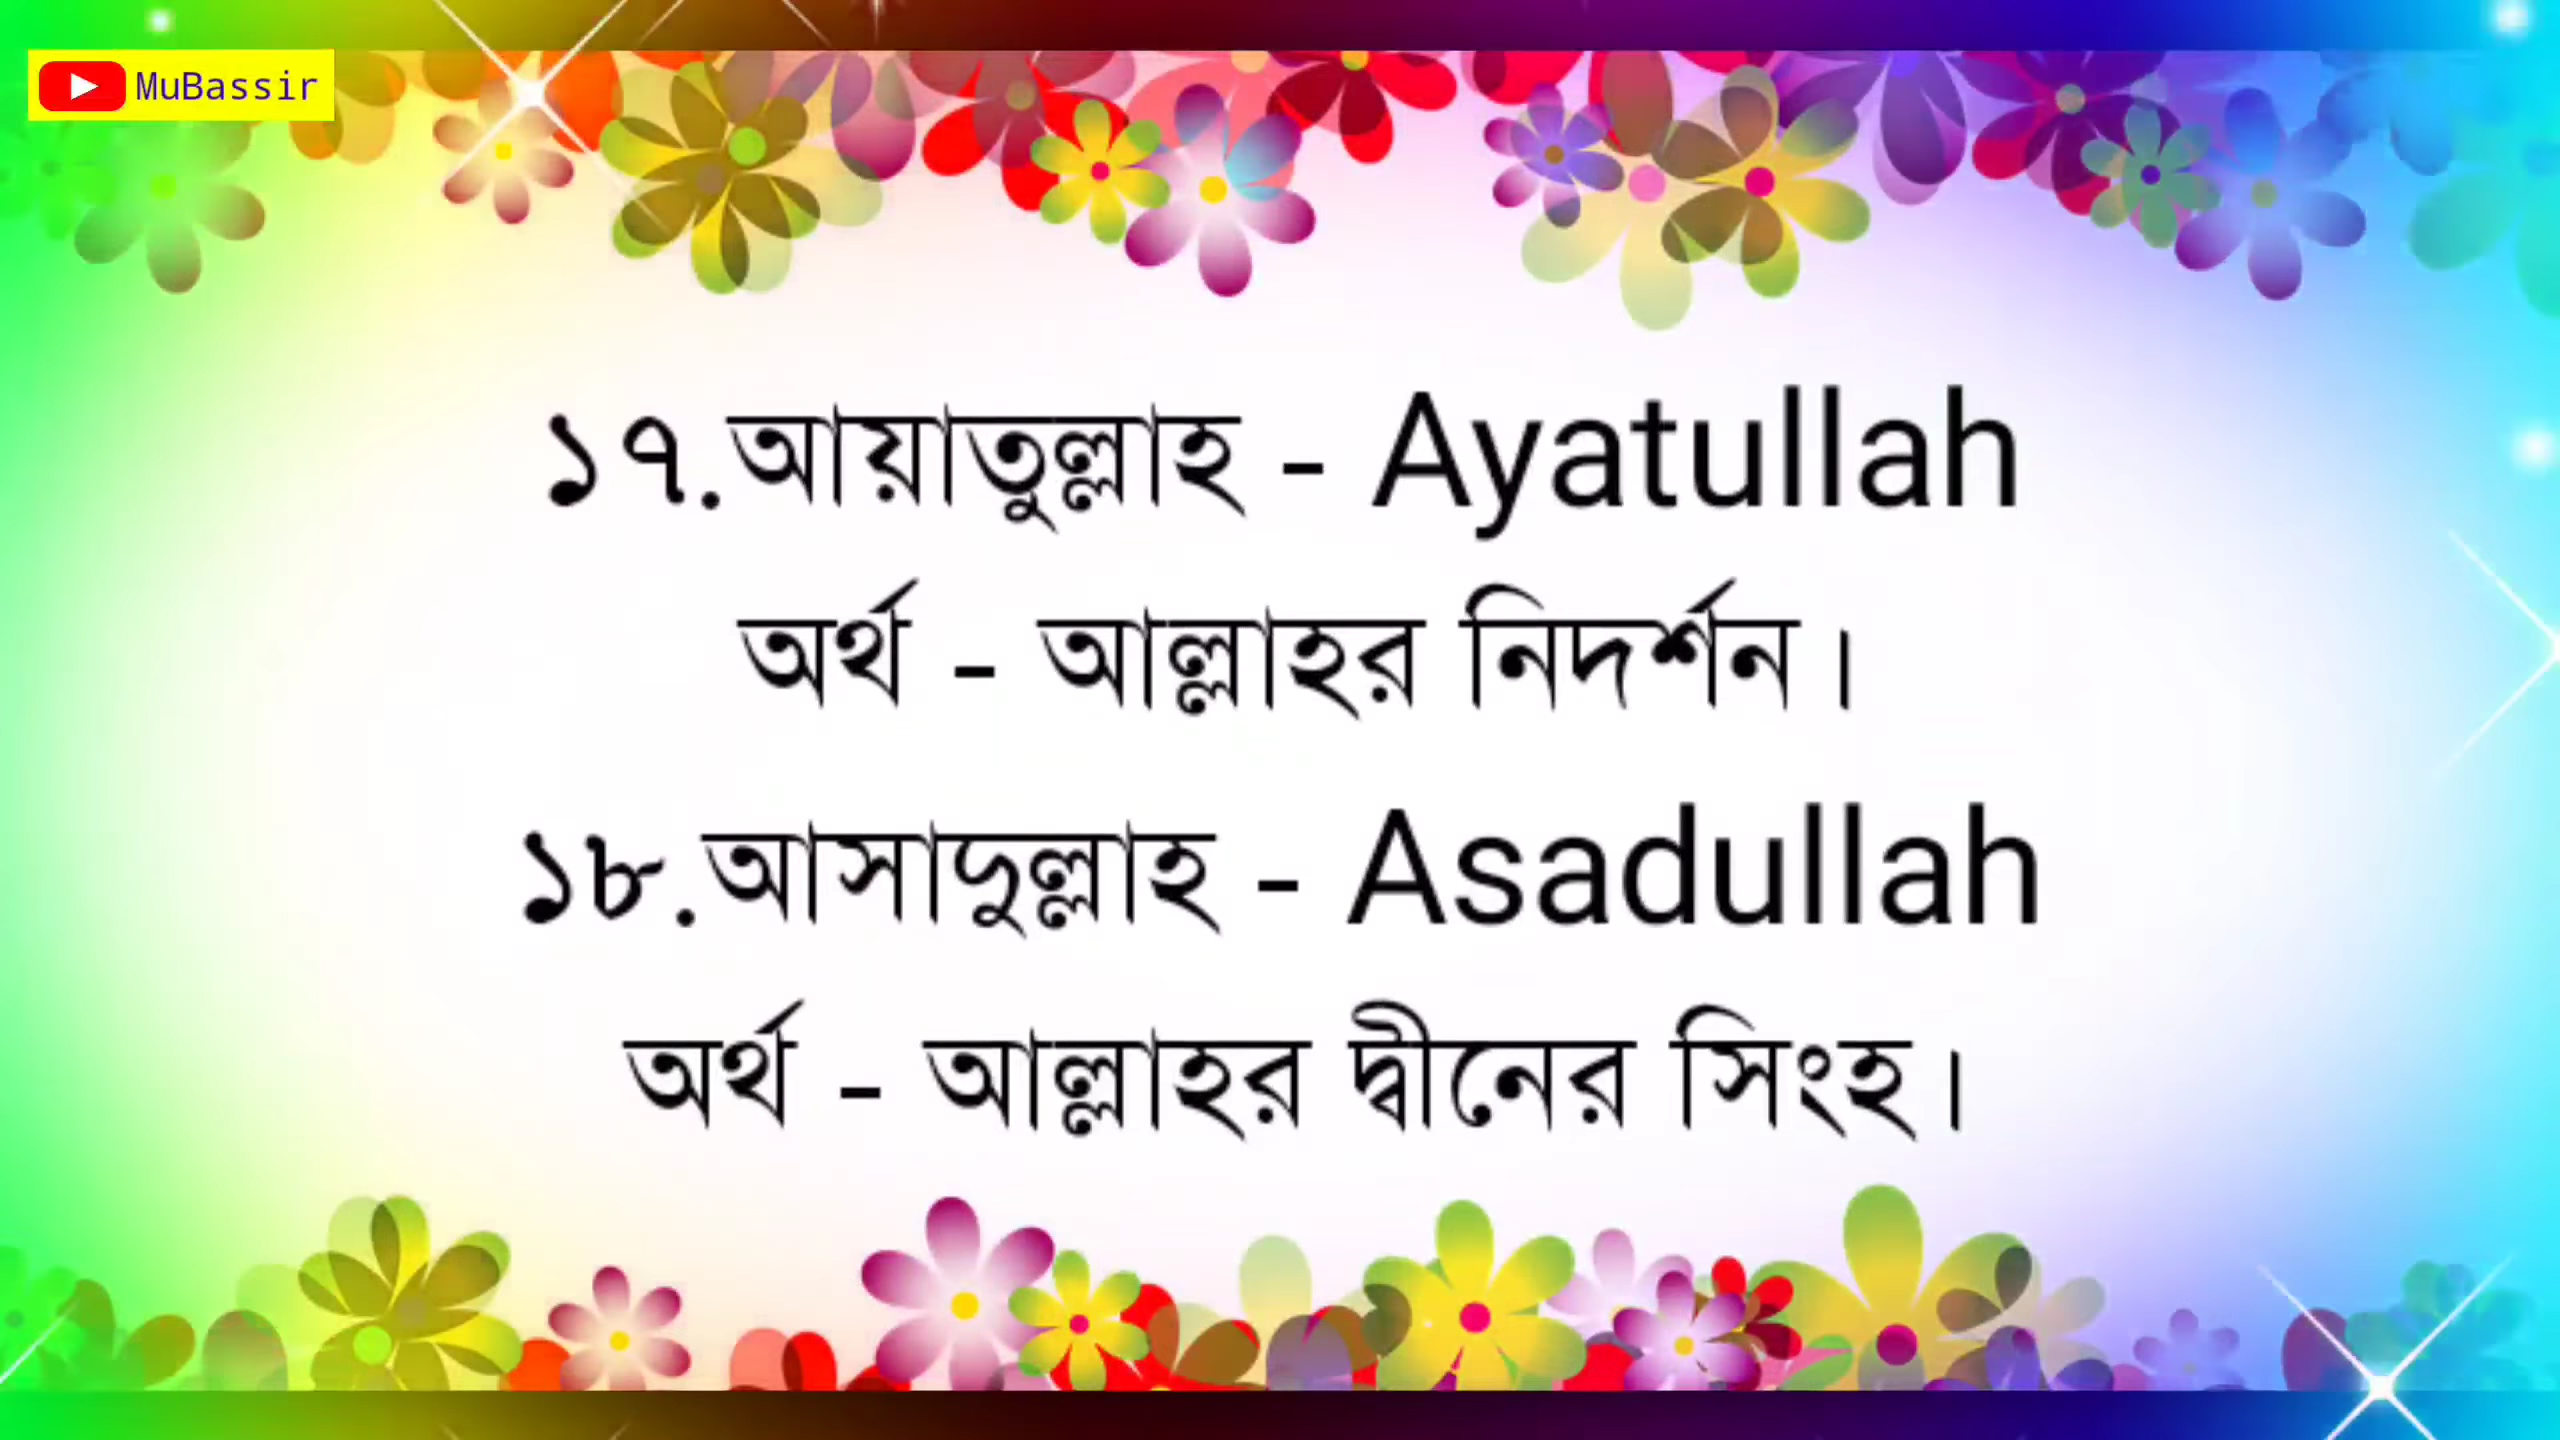 MuBassir
১৭.আয়াতুল্লাহ - Ayatullah
অর্থ - আল্লাহর নিদর্শন।
১৮.আসাদুল্লাহ - Asadullah
অর্থ - আল্লাহর দ্বীনের সিংহ।